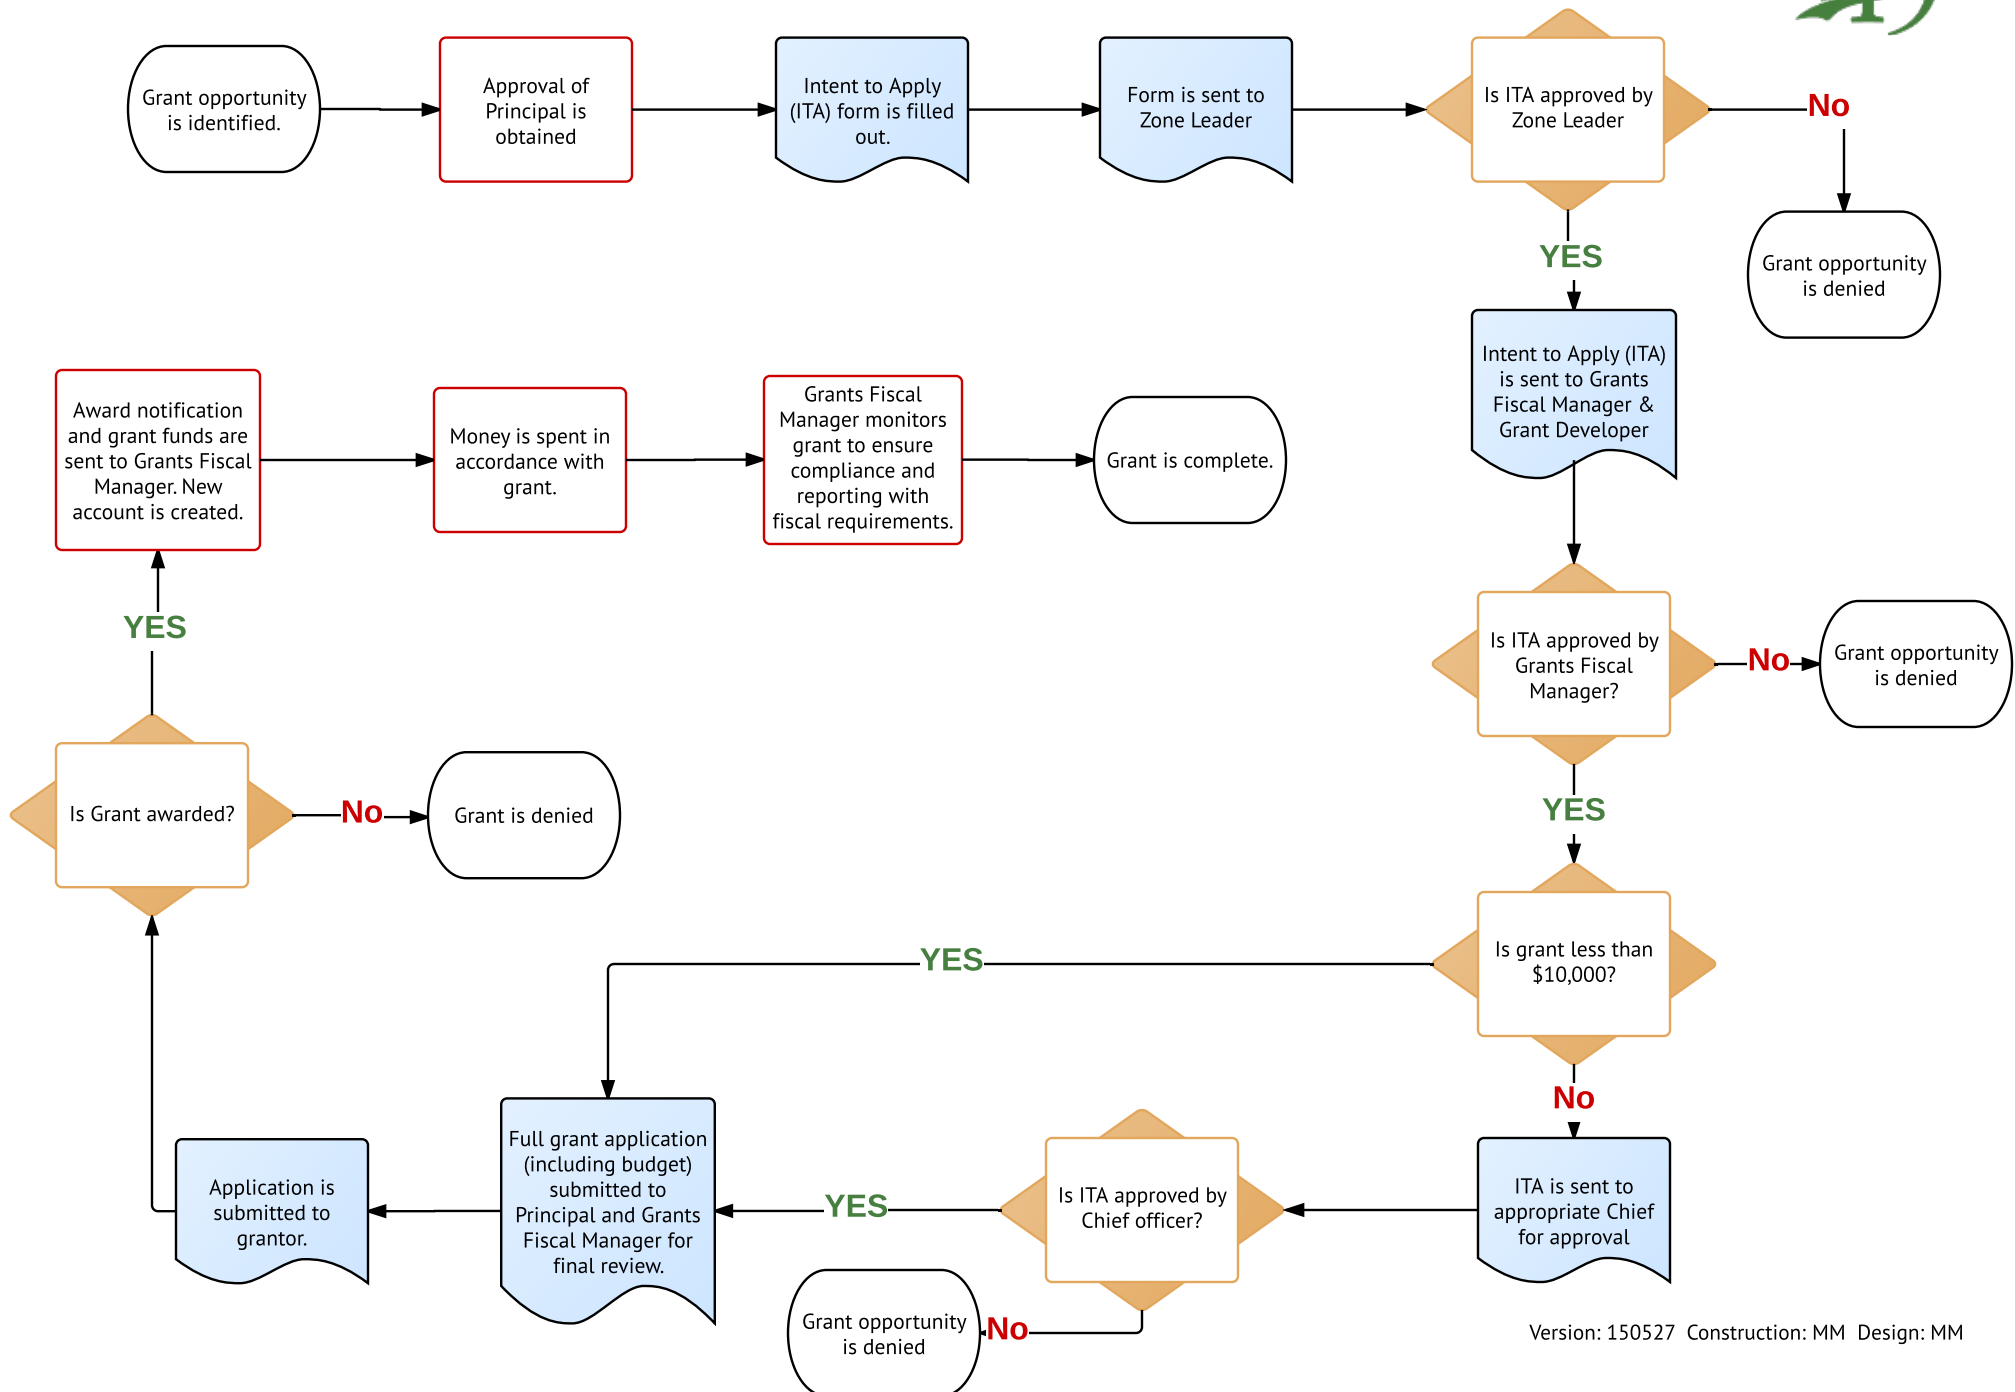 Grant opportunity
is identified.
Approval of
Principal is
obtained
Intent to Apply
(ITA) form is filled
out.
Form is sent to
Zone Leader
Is ITA approved by
Zone Leader
No
Grant opportunity
is denied
YES
Intent to Apply (ITA)
is sent to Grants
Fiscal Manager &
Grant Developer
Is ITA approved by
Grants Fiscal
Manager?
No
Grant opportunity
is denied
YES
Is grant less than
$10,000?
YES
No
ITA is sent to
appropriate Chief
for approval
Is ITA approved by
Chief officer?
No
Grant opportunity
is denied
YES
Full grant application
(including budget)
submitted to
Principal and Grants
Fiscal Manager for
final review.
Application is
submitted to
grantor.
Is Grant awarded?
No
Grant is denied
YES
Award notification
and grant funds are
sent to Grants Fiscal
Manager. New
account is created.
Money is spent in
accordance with
grant.
Grants Fiscal
Manager monitors
grant to ensure
compliance and
reporting with
fiscal requirements.
Grant is complete.
Version: 150527  Construction: MM  Design: MM